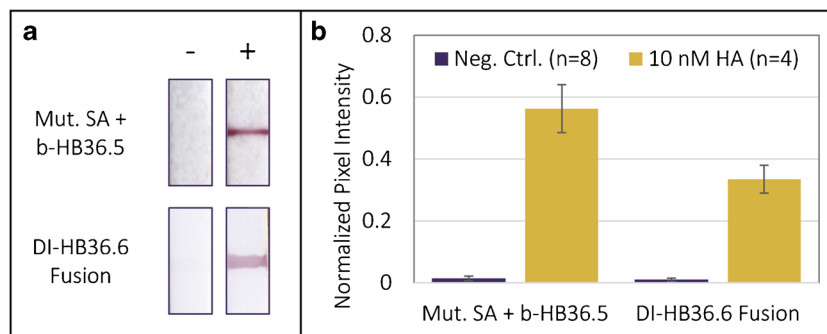 a
- +
Mut. SA +
b-HB36.5
DI-HB36.6
Fusion
b
Normalized Pixel Intensity
0.8
0.6
0.4
0.2
0
Neg. Ctrl. (n=8) 10 nM HA (n=4)
Mut. SA + b-HB36.5 DI-HB36.6 Fusion